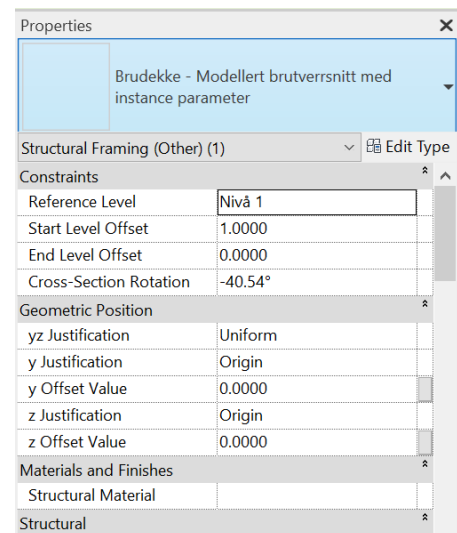 Properties
Brudekke - Modellert brutverrsnitt med
instance parameter
Structural Framing (Other) (1)
Edit Type
Constraints
Reference Level Nivå 1
Start Level Offset 1.0000
End Level Offset 0.0000
Cross-Section Rotation -40.54°
Geometric Position
yz Justification Uniform
y Justification Origin
y Offset Value 0.0000
z Justification Origin
z Offset Value 0.0000
Materials and Finishes
Structural Material
Structural